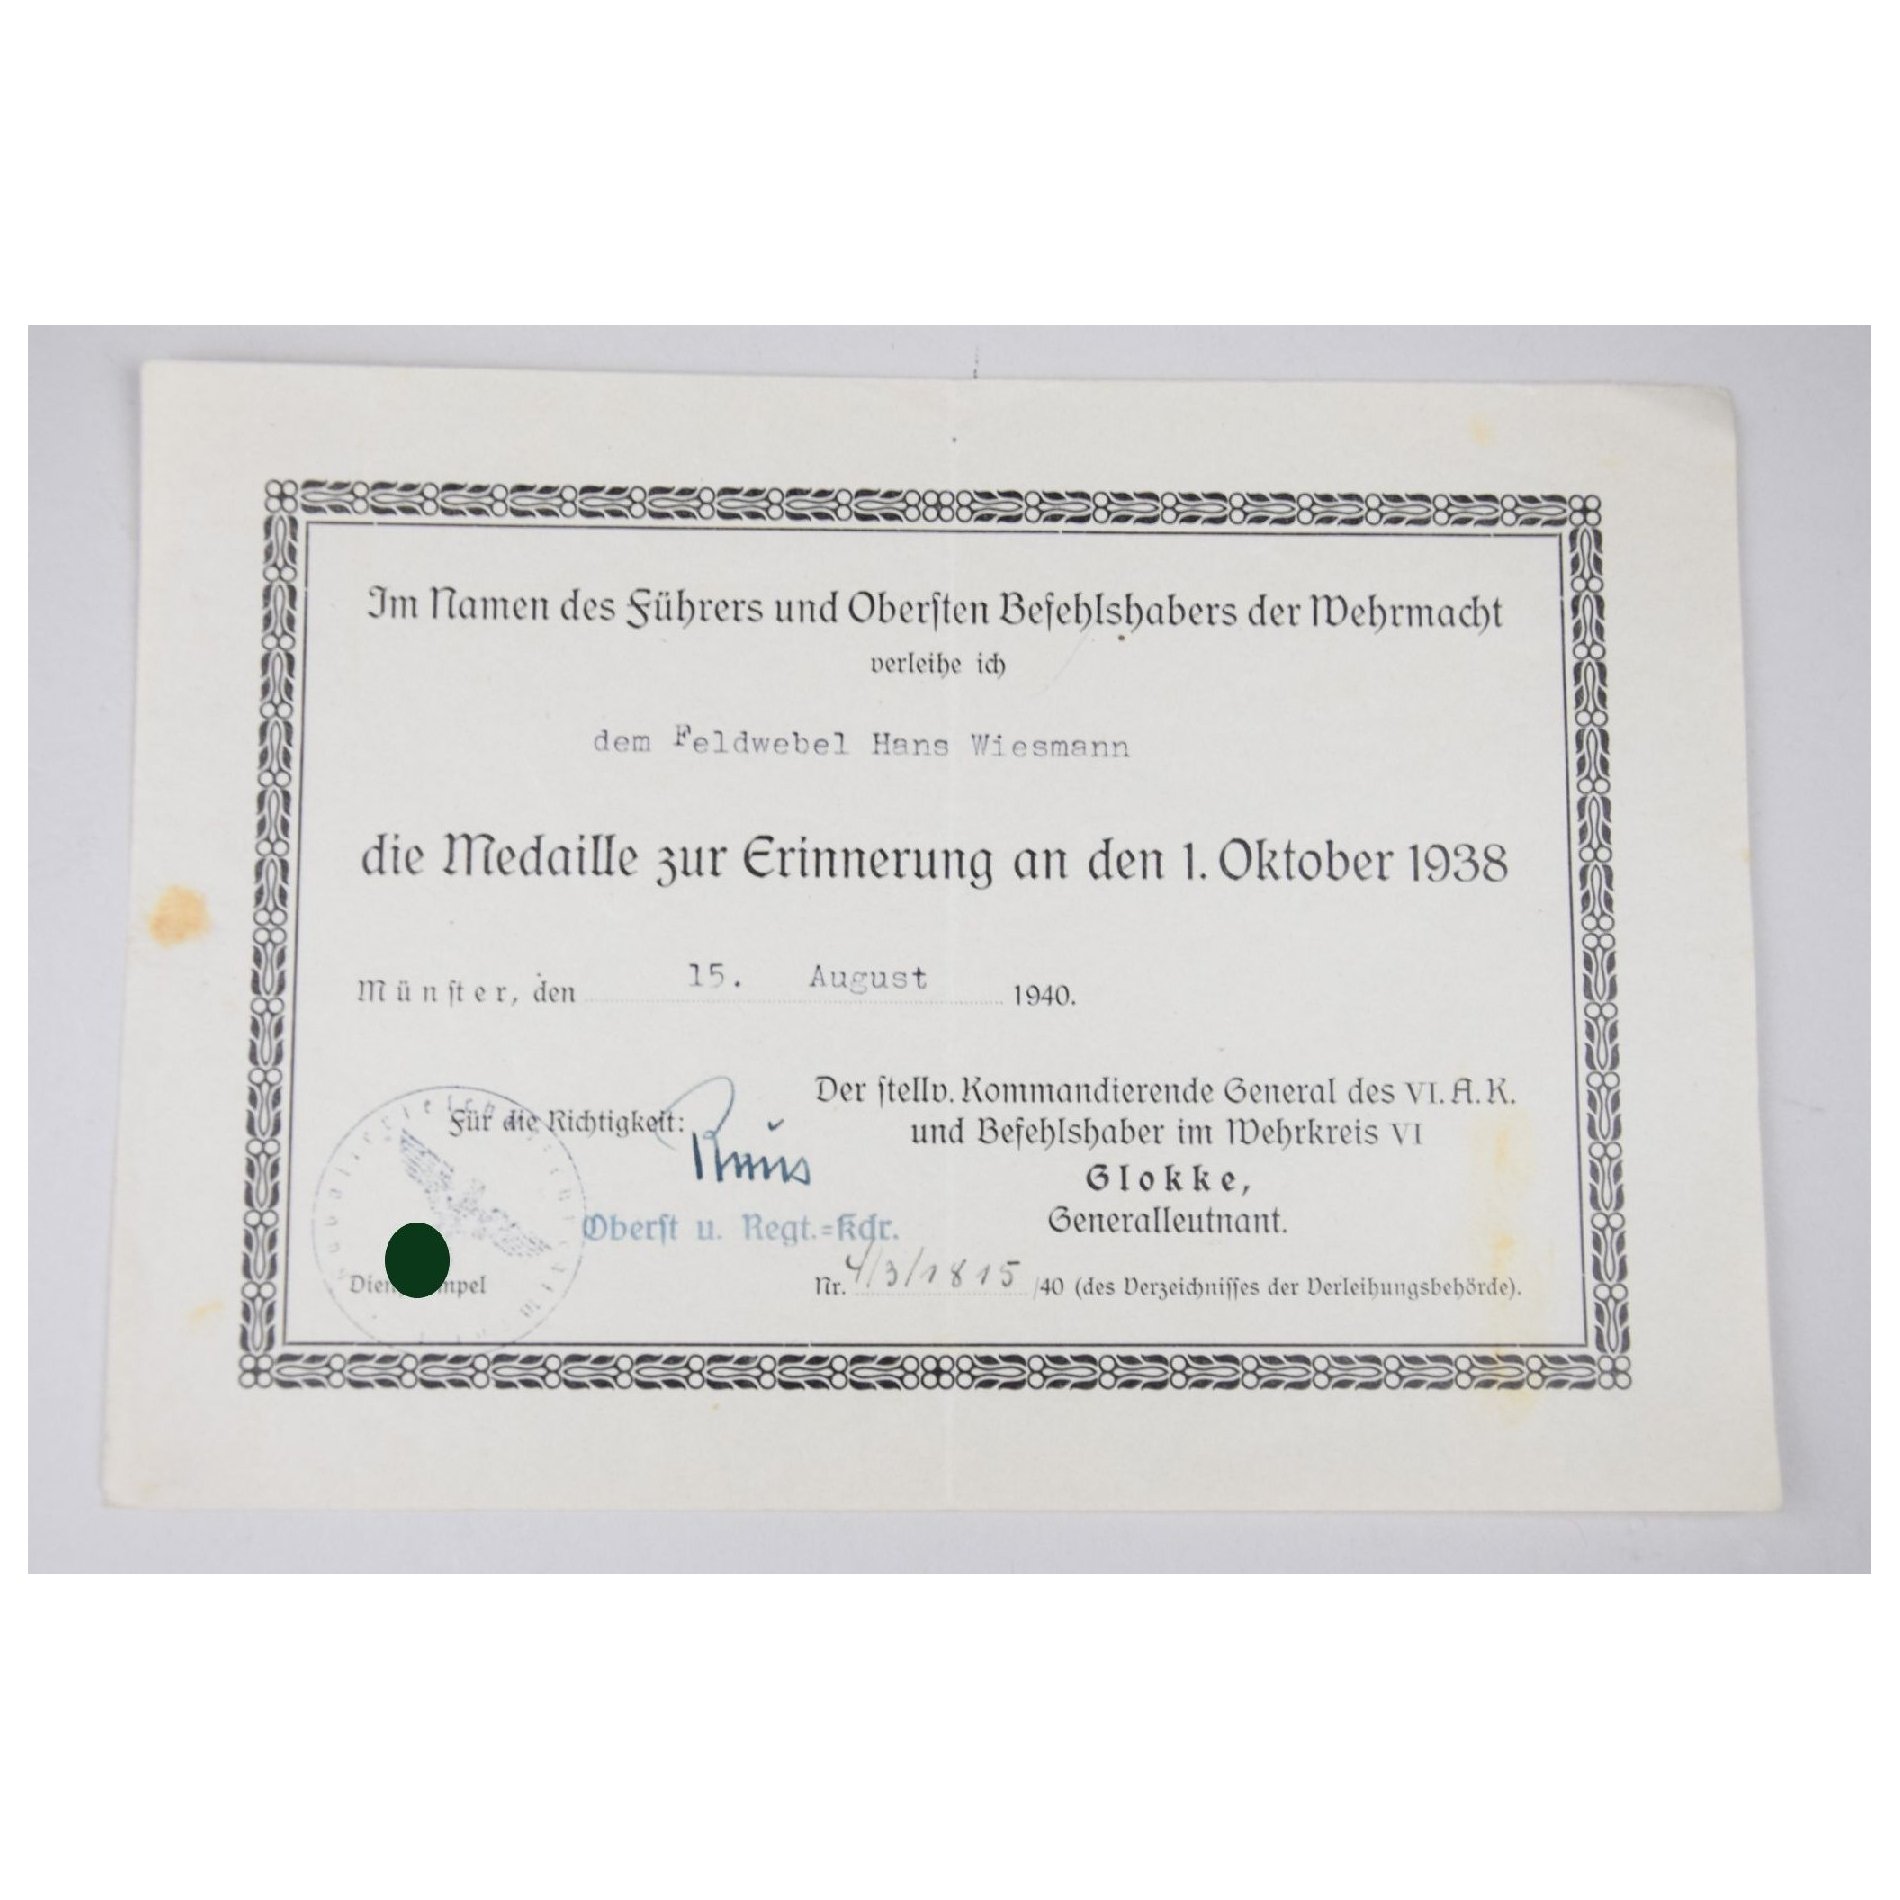 Im Namen des Führers und Oberſten Befehlshabers der Wehrmacht
verleihe ich
dem Feldwebel Hans Wiesmann
die Medaille zur Erinnerung an den 1. Oktober 1938
Münſter, den 15. August 1940.
Der ſtellv. Kommandierende General des VI. A. K.
und Befehlshaber im Wehrkreis VI
Glokke,
Generalleutnant.
Für die Richtigkeit:
Oberſt u. Regt.=Kdr.
Nr. 4/3/1815 /40 (des Verzeichniſſes der Verleihungsbehörde).